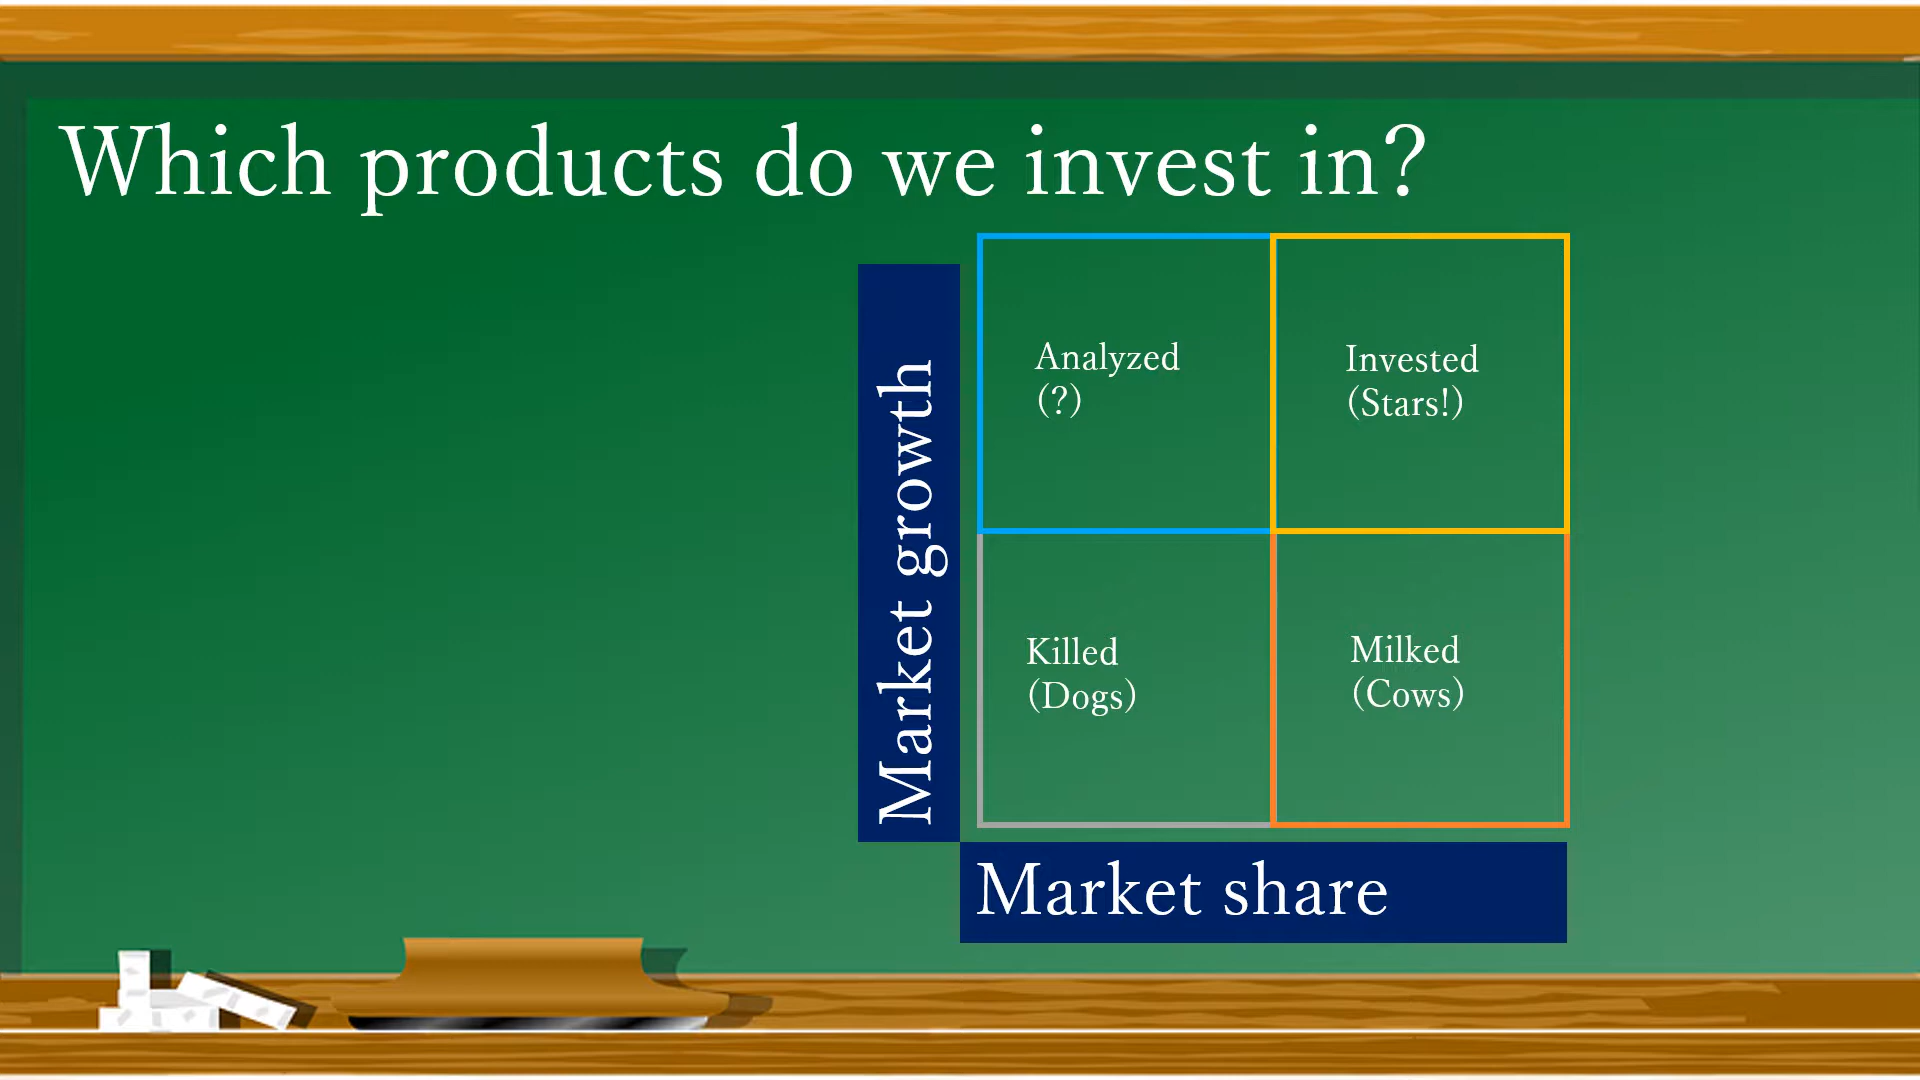 Which products do we invest in?
Market growth
Analyzed
(?)
Invested
(Stars!)
Killed
(Dogs)
Milked
(Cows)
Market share